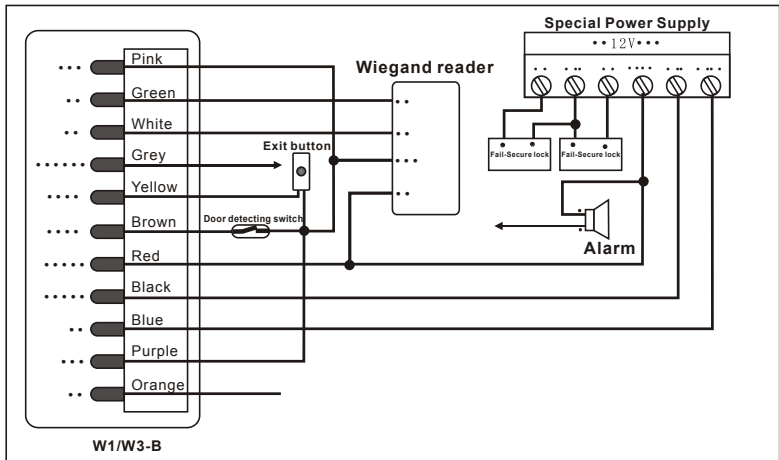 Special Power Supply
12V
Wiegand reader
Pink
Green
White
Exit button
Grey
Yellow
Door detecting switch
Brown
Red
Black
Blue
Purple
Orange
Fail-Secure lock
Fail-Secure lock
Alarm
W1/W3-B